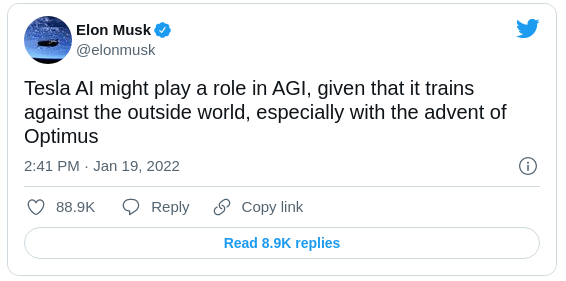 Elon Musk
@elonmusk
Tesla AI might play a role in AGI, given that it trains
against the outside world, especially with the advent of
Optimus
2:41 PM · Jan 19, 2022
88.9K Reply Copy link
Read 8.9K replies